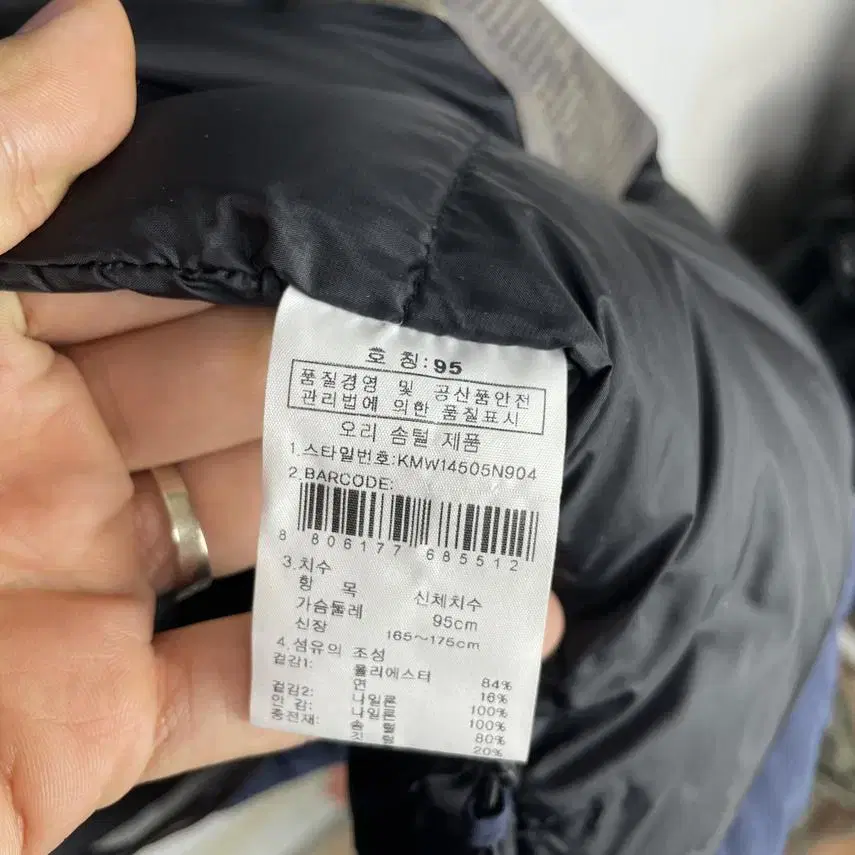 호 칭:95
품질경영 및 공산품안전
관리법에 의한 품질표시
오리 솜털 제품
1.스타일번호:KMW14505N904
2.BARCODE:
8 806177 685512
3.치수
항 목 신체치수
가슴둘레 95cm
신장 165~175cm
4.섬유의 조성
겉감1: 폴리에스터 84%
면 16%
겉감2: 나일론 100%
안 감: 나일론 100%
충전재: 솜 털 80%
깃 털 20%